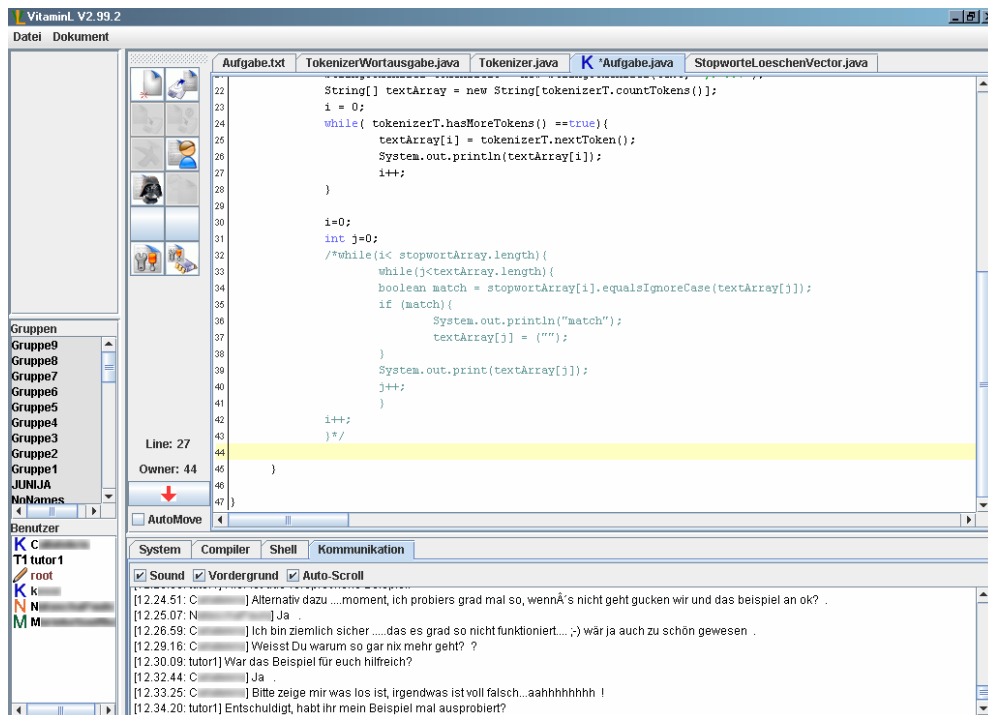 VitaminL V2.99.2
Datei Dokument
Aufgabe.txt TokenizerWortausgabe.java Tokenizer.java K *Aufgabe.java StopworteLoeschenVector.java
22 String[] textArray = new String[tokenizerT.countTokens()];
23 i = 0;
24 while( tokenizerT.hasMoreTokens() ==true){
25 textArray[i] = tokenizerT.nextToken();
26 System.out.println(textArray[i]);
27 i++;
28 }
29
30 i=0;
31 int j=0;
32 /*while(i< stopwortArray.length){
33 while(j<textArray.length){
34 boolean match = stopwortArray[i].equalsIgnoreCase(textArray[j]);
35 if (match){
36 System.out.println("match");
37 textArray[j] = ("");
38 }
39 System.out.print(textArray[j]);
40 j++;
41 }
42 i++;
43 }*/
44
45 }
46
47 }
Line: 27
Owner: 44
AutoMove
Gruppen
Gruppe9
Gruppe8
Gruppe7
Gruppe6
Gruppe5
Gruppe4
Gruppe3
Gruppe2
Gruppe1
JUNIJA
NoNames
Benutzer
K C
T1 tutor1
root
K k
N N
M M
System Compiler Shell Kommunikation
Sound Vordergrund Auto-Scroll
[12.24.51: C ] Alternativ dazu ....moment, ich probiers grad mal so, wennÂ´s nicht geht gucken wir und das beispiel an ok? .
[12.25.07: N ] Ja .
[12.26.59: C ] Ich bin ziemlich sicher .....das es grad so nicht funktioniert.... ;-) wär ja auch zu schön gewesen .
[12.29.16: C ] Weisst Du warum so gar nix mehr geht? ?
[12.30.09: tutor1] War das Beispiel für euch hilfreich?
[12.32.44: C ] Ja .
[12.33.25: C ] Bitte zeige mir was los ist, irgendwas ist voll falsch...aahhhhhhhh !
[12.34.20: tutor1] Entschuldigt, habt ihr mein Beispiel mal ausprobiert?